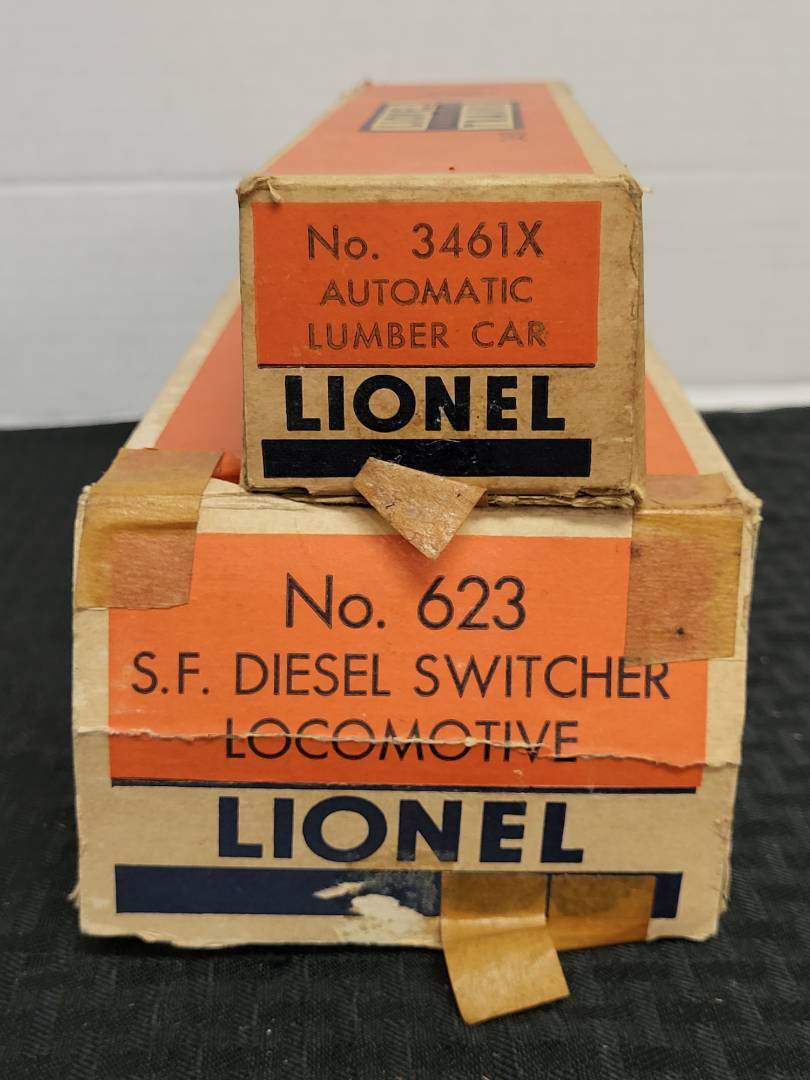 No. 3461X
AUTOMATIC
LUMBER CAR
LIONEL
No. 623
S.F. DIESEL SWITCHER
LOCOMOTIVE
LIONEL